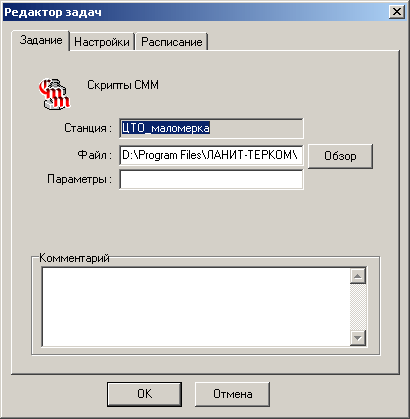 Редактор задач
Задание Настройки Расписание
Скрипты СММ
Станция : ЦТО_маломерка
Файл : D:\Program Files\ЛАНИТ-ТЕРКОМ\ Обзор
Параметры :
Комментарий
OK Отмена